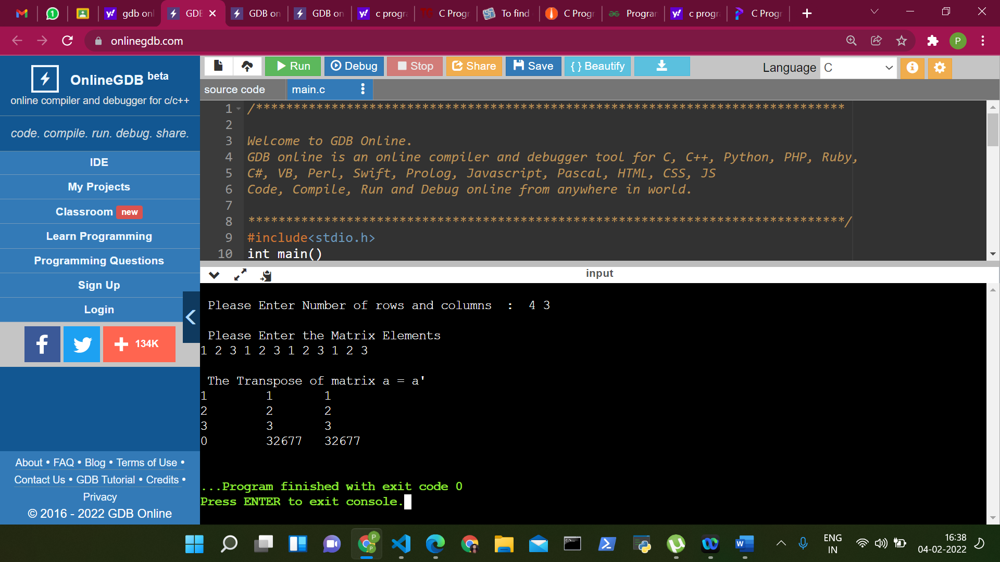 gdb onl
GDB
GDB on
GDB on
c progra
C Progr
To find
C Progr
Program
c progra
C Progr
onlinegdb.com
P
OnlineGDB beta
online compiler and debugger for c/c++
code. compile. run. debug. share.
IDE
My Projects
Classroom new
Learn Programming
Programming Questions
Sign Up
Login
134K
About • FAQ • Blog • Terms of Use •
Contact Us • GDB Tutorial • Credits •
Privacy
© 2016 - 2022 GDB Online
Run Debug Stop Share Save { } Beautify
Language C
source code
main.c
1 /******************************************************************************
2
3 Welcome to GDB Online.
4 GDB online is an online compiler and debugger tool for C, C++, Python, PHP, Ruby,
5 C#, VB, Perl, Swift, Prolog, Javascript, Pascal, HTML, CSS, JS
6 Code, Compile, Run and Debug online from anywhere in world.
7
8 *******************************************************************************/
9 #include<stdio.h>
10 int main()
input
Please Enter Number of rows and columns  :  4 3
Please Enter the Matrix Elements
1 2 3 1 2 3 1 2 3 1 2 3
The Transpose of matrix a = a'
1 1 1
2 2 2
3 3 3
0 32677 32677
...Program finished with exit code 0
Press ENTER to exit console.
ENG
IN
16:38
04-02-2022